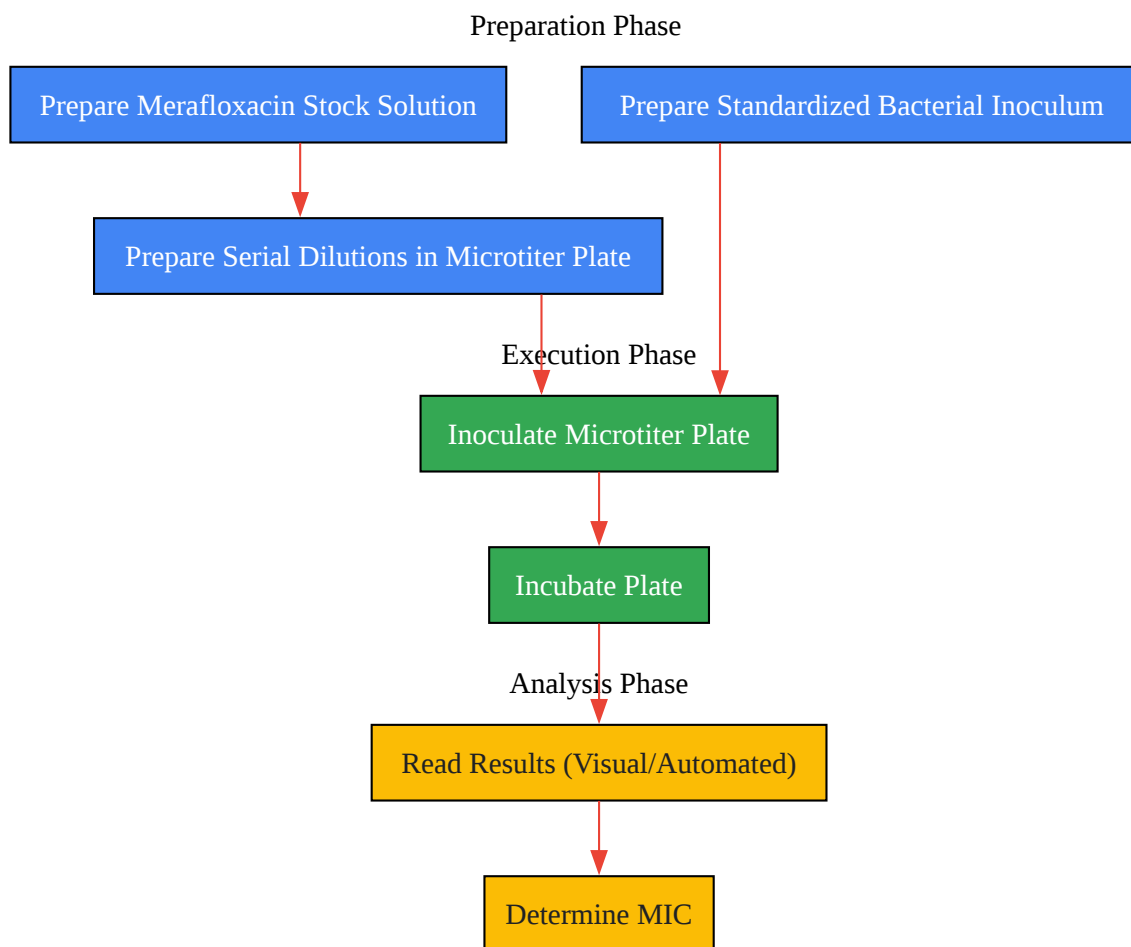 Preparation Phase
Prepare Merafloxacin Stock Solution
Prepare Standardized Bacterial Inoculum
Prepare Serial Dilutions in Microtiter Plate
Execution Phase
Inoculate Microtiter Plate
Incubate Plate
Analysis Phase
Read Results (Visual/Automated)
Determine MIC